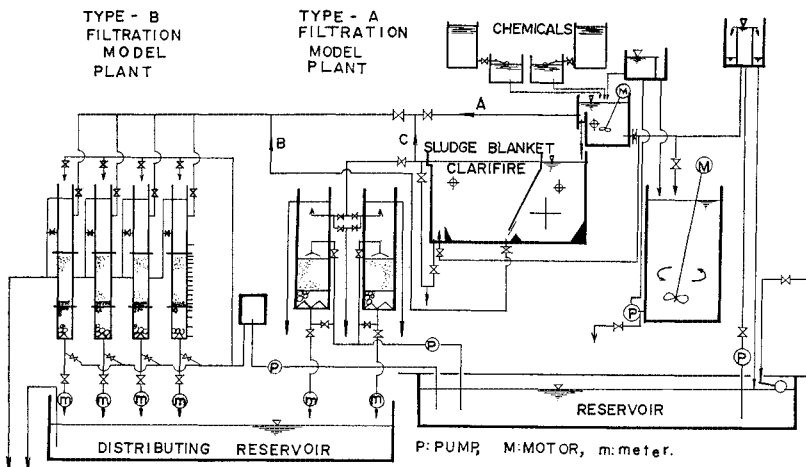 TYPE - B
FILTRATION
MODEL
PLANT
TYPE - A
FILTRATION
MODEL
PLANT
CHEMICALS
M
A
B
C
SLUDGE BLANKET
CLARIFIRE
M
P
P
P
P
m
m
m
m
m
m
RESERVOIR
DISTRIBUTING RESERVOIR
P:PUMP, M:MOTOR, m:meter.